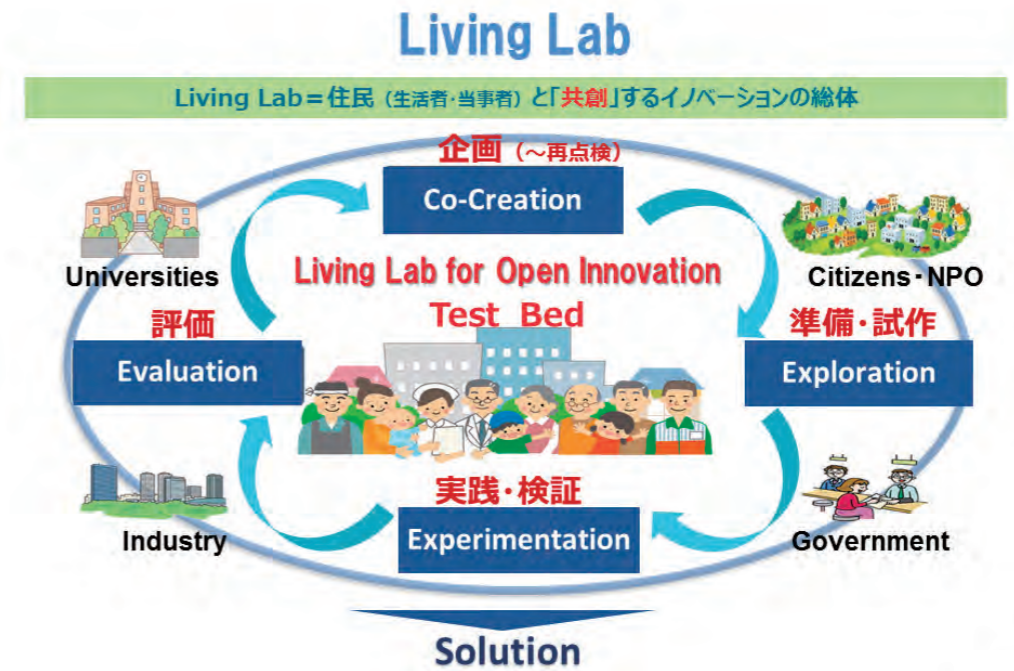 Living Lab
Living Lab＝住民（生活者・当事者）と「共創」するイノベーションの総体
企画（～再点検）
Co-Creation
Universities
Citizens・NPO
Living Lab for Open Innovation
Test Bed
評価
Evaluation
準備・試作
Exploration
実践・検証
Experimentation
Industry
Government
Solution